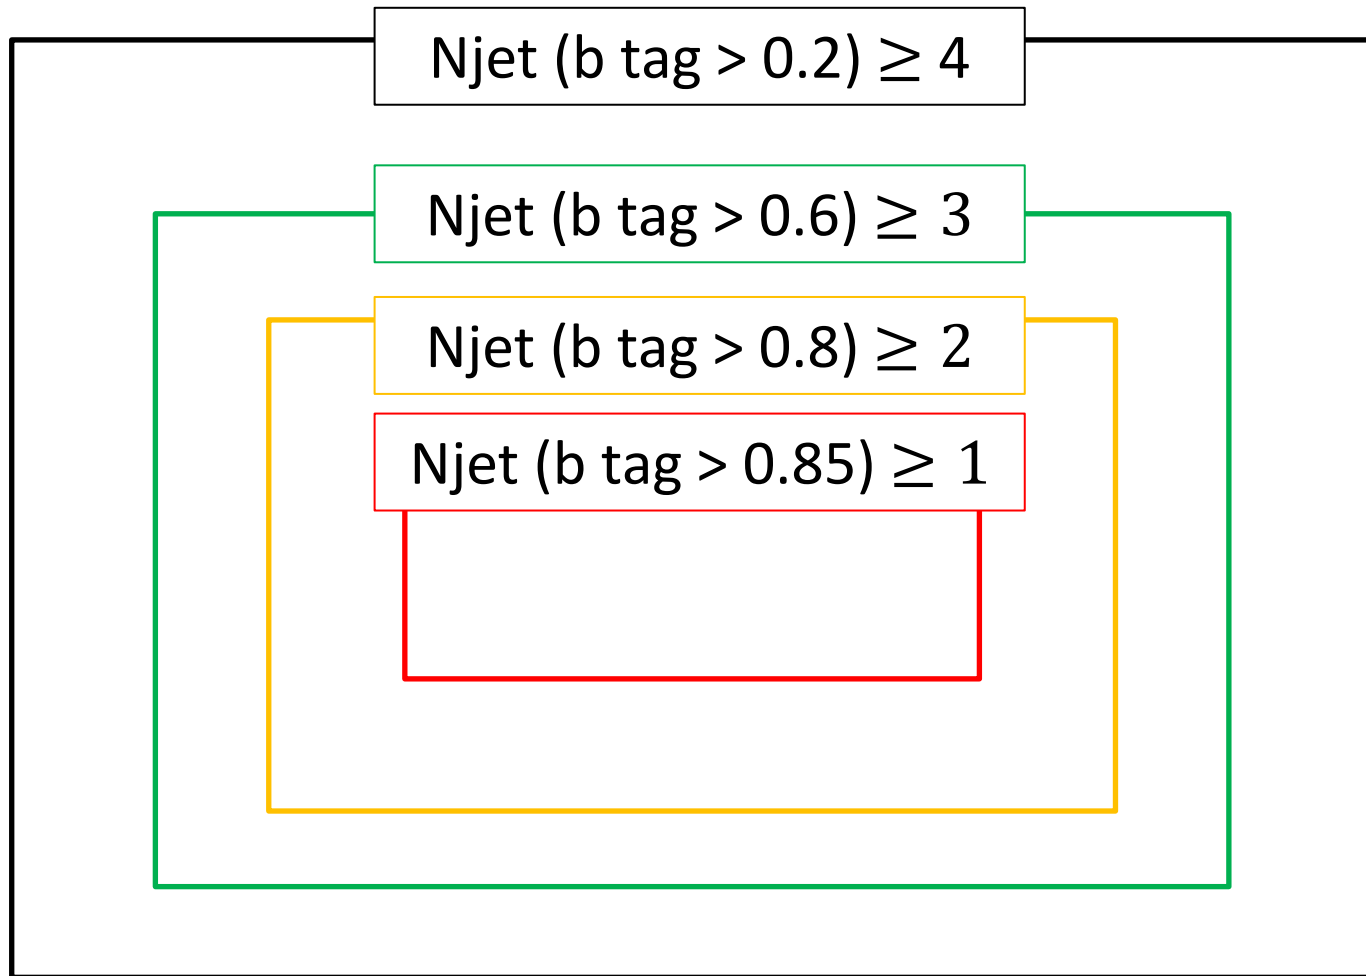 Njet (b tag > 0.2) ≥ 4
Njet (b tag > 0.6) ≥ 3
Njet (b tag > 0.8) ≥ 2
Njet (b tag > 0.85) ≥ 1